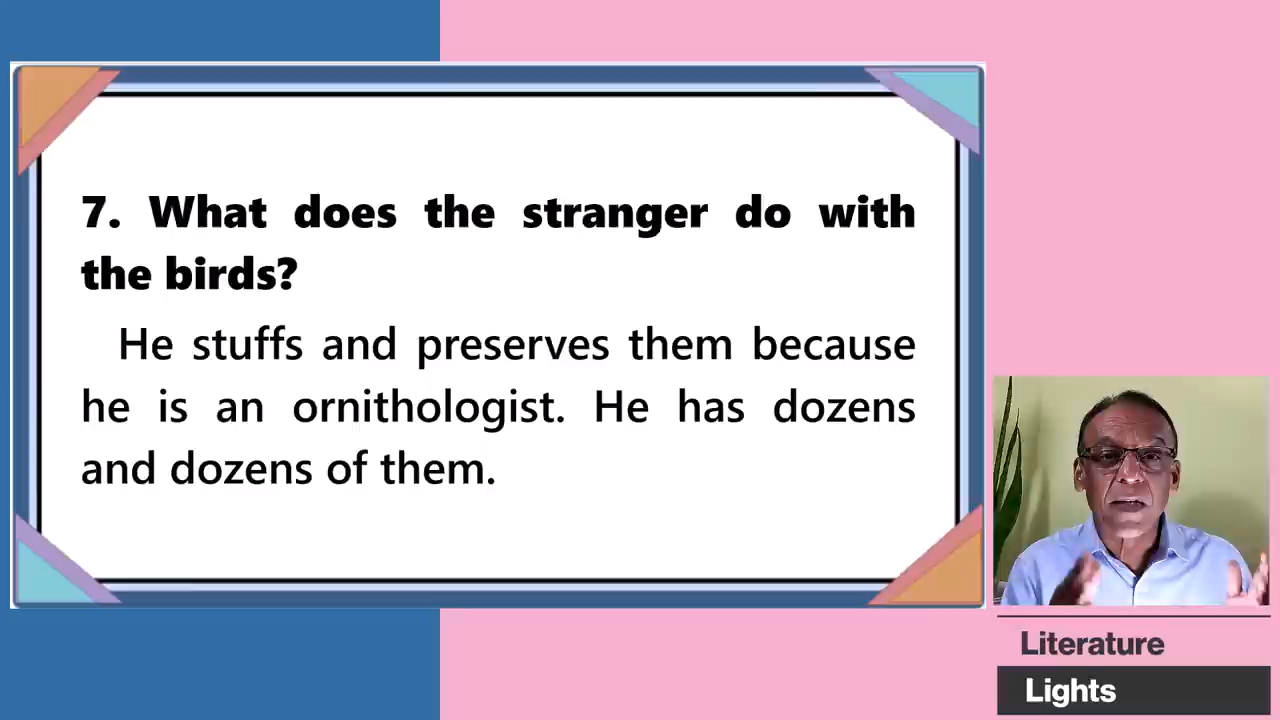 7. What does the stranger do with
the birds?
He stuffs and preserves them because
he is an ornithologist. He has dozens
and dozens of them.
Literature
Lights